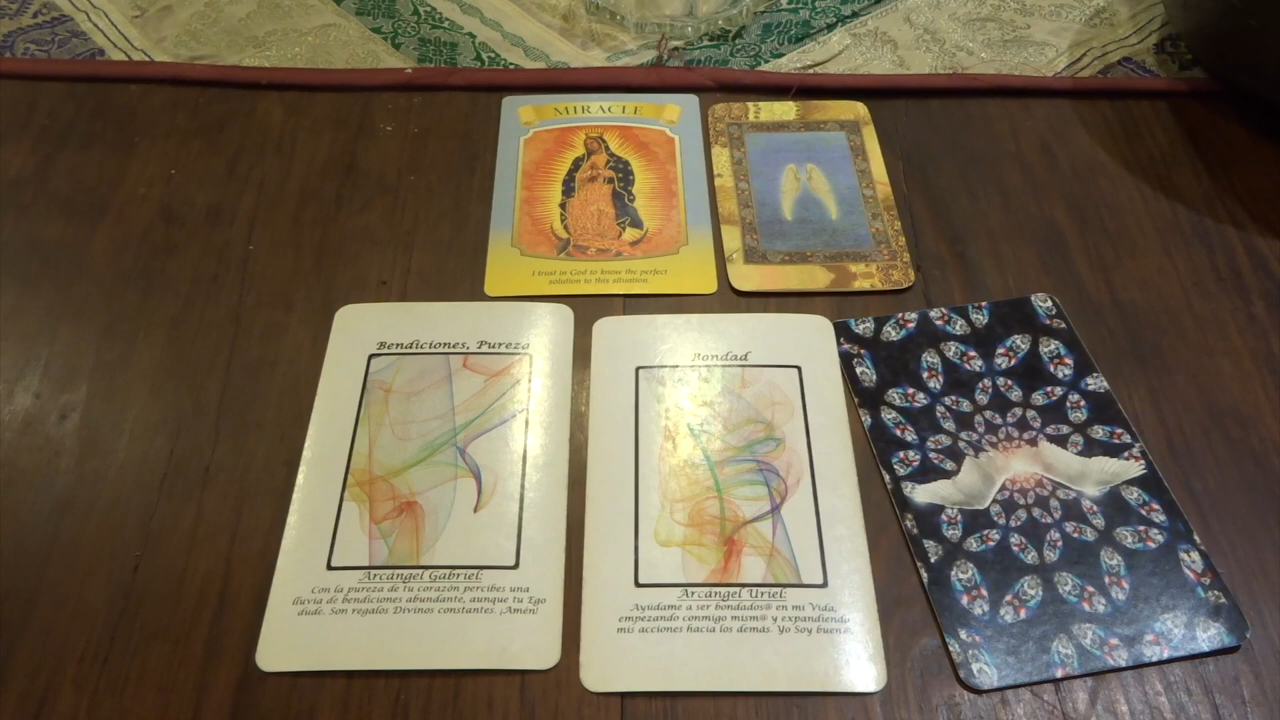 MIRACLE
I trust in God to know the perfect
solution to this situation.
Bendiciones, Pureza
Arcángel Gabriel:
Con la pureza de tu corazón percibes una
lluvia de bendiciones abundante, aunque tu Ego
dude. Son regalos Divinos constantes. ¡Amén!
Bondad
Arcángel Uriel:
Ayúdame a ser bondados@ en mi Vida,
empezando conmigo mism@ y expandiendo
mis acciones hacia los demás. Yo Soy buen@.